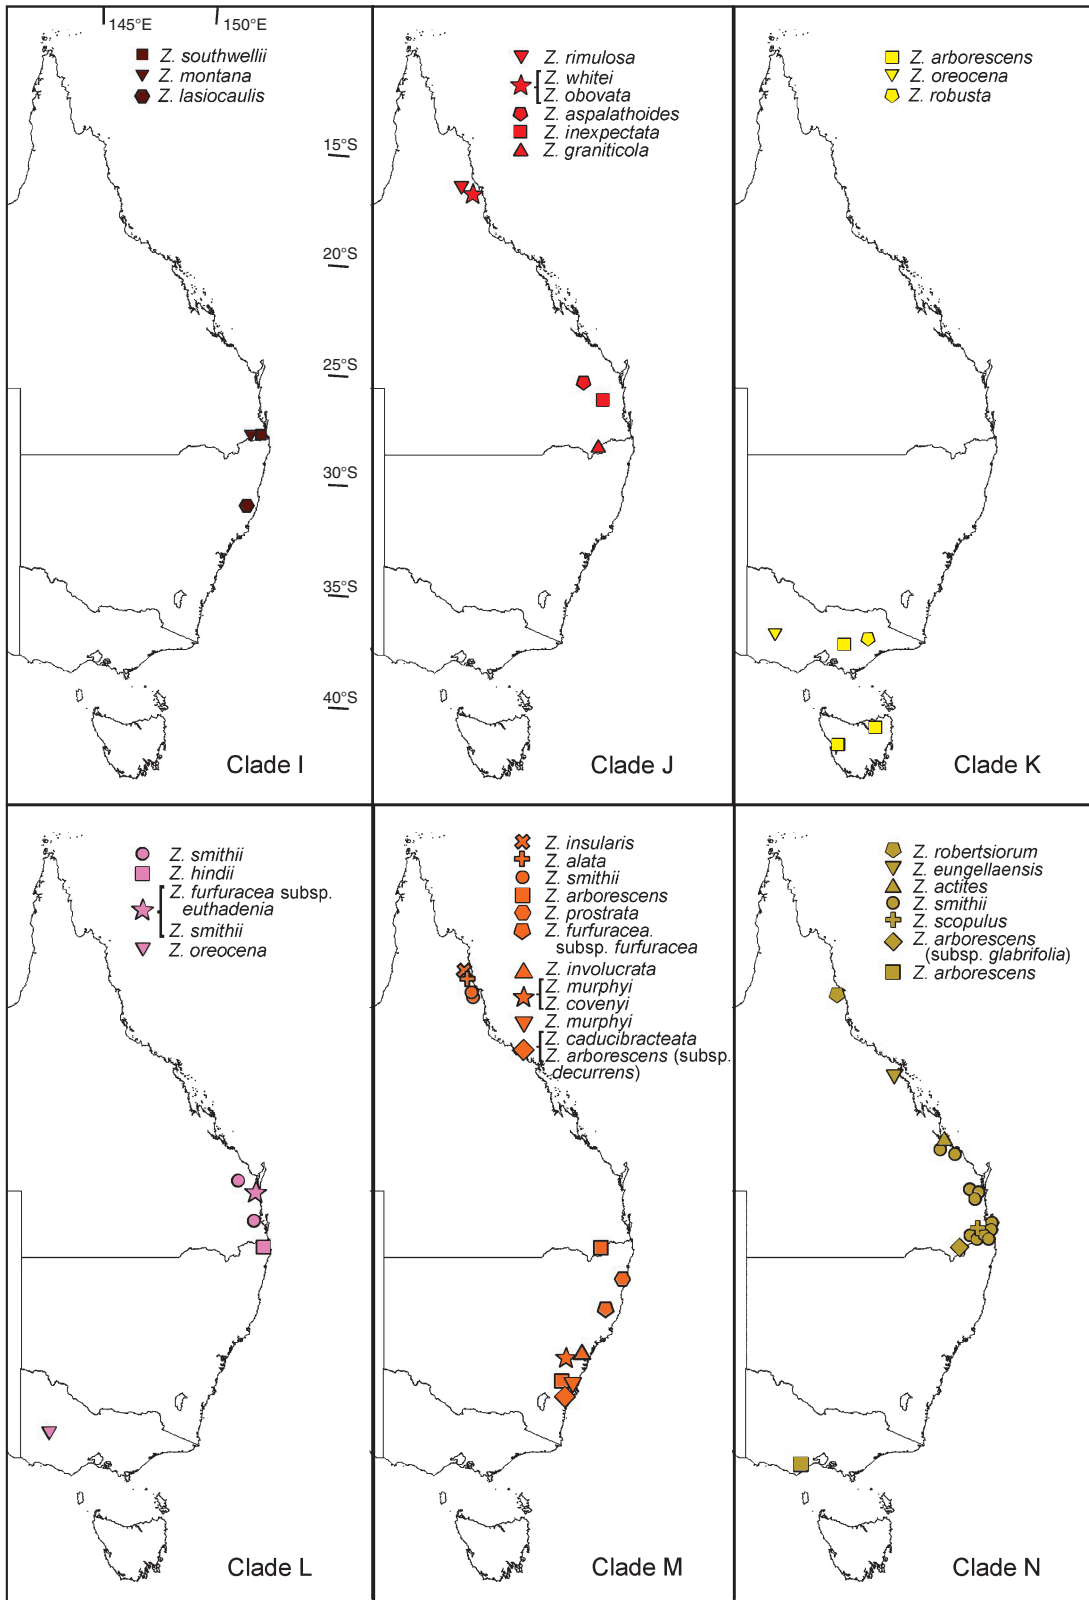 145°E
150°E
Z. southwellii
Z. montana
Z. lasiocaulis
15°S
20°S
25°S
30°S
35°S
40°S
Clade I
Z. rimulosa
Z. whitei
Z. obovata
Z. aspalathoides
Z. inexpectata
Z. graniticola
Clade J
Z. arborescens
Z. oreocena
Z. robusta
Clade K
Z. smithii
Z. hindii
Z. furfuracea subsp.
euthadenia
Z. smithii
Z. oreocena
Clade L
Z. insularis
Z. alata
Z. smithii
Z. arborescens
Z. prostrata
Z. furfuracea.
subsp. furfuracea
Z. involucrata
Z. murphyi
Z. covenyi
Z. murphyi
Z. caducibracteata
Z. arborescens (subsp.
decurrens)
Clade M
Z. robertsiorum
Z. eungellaensis
Z. actites
Z. smithii
Z. scopulus
Z. arborescens
(subsp. glabrifolia)
Z. arborescens
Clade N